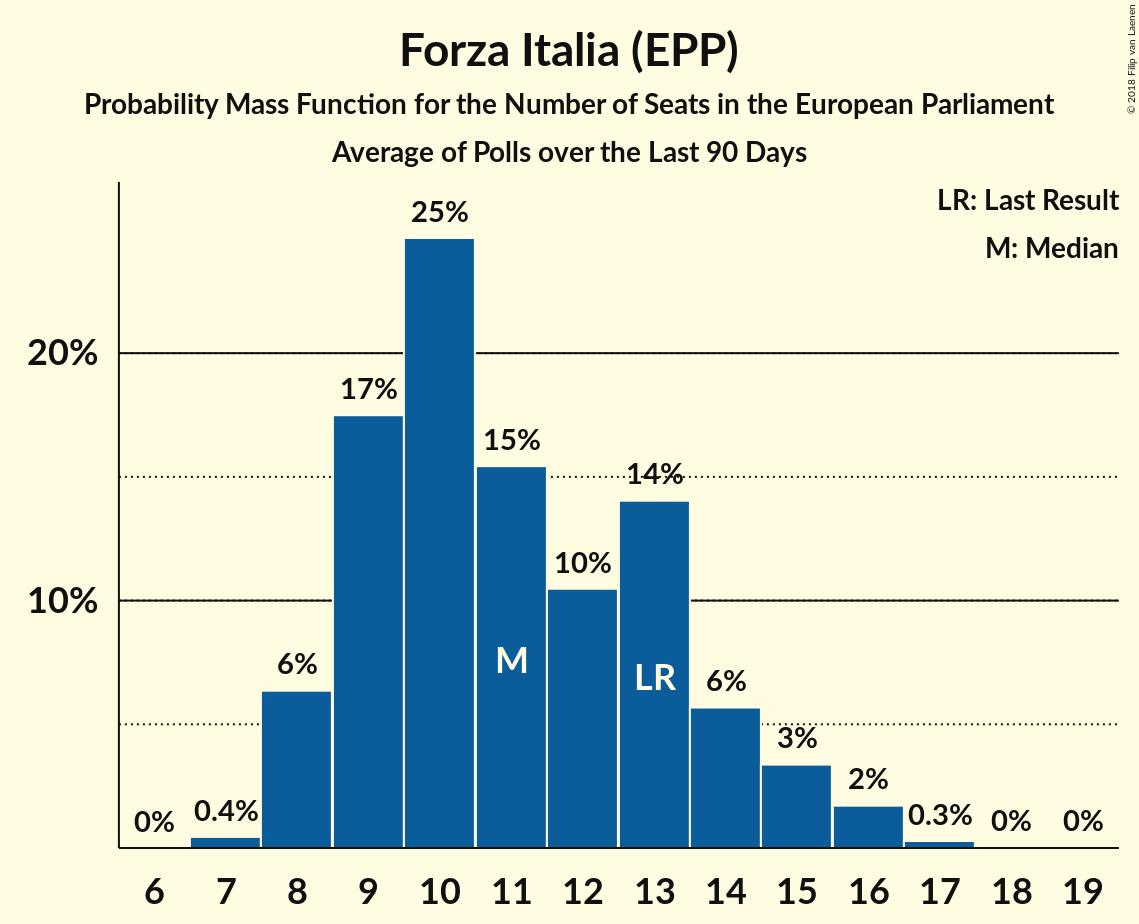 Forza Italia (EPP)
Probability Mass Function for the Number of Seats in the European Parliament
Average of Polls over the Last 90 Days
© 2018 Filip van Laenen
LR: Last Result
M: Median
20%
10%
0%
0.4%
6%
17%
25%
15%
10%
14%
6%
3%
2%
0.3%
0%
0%
M
LR
6 7 8 9 10 11 12 13 14 15 16 17 18 19